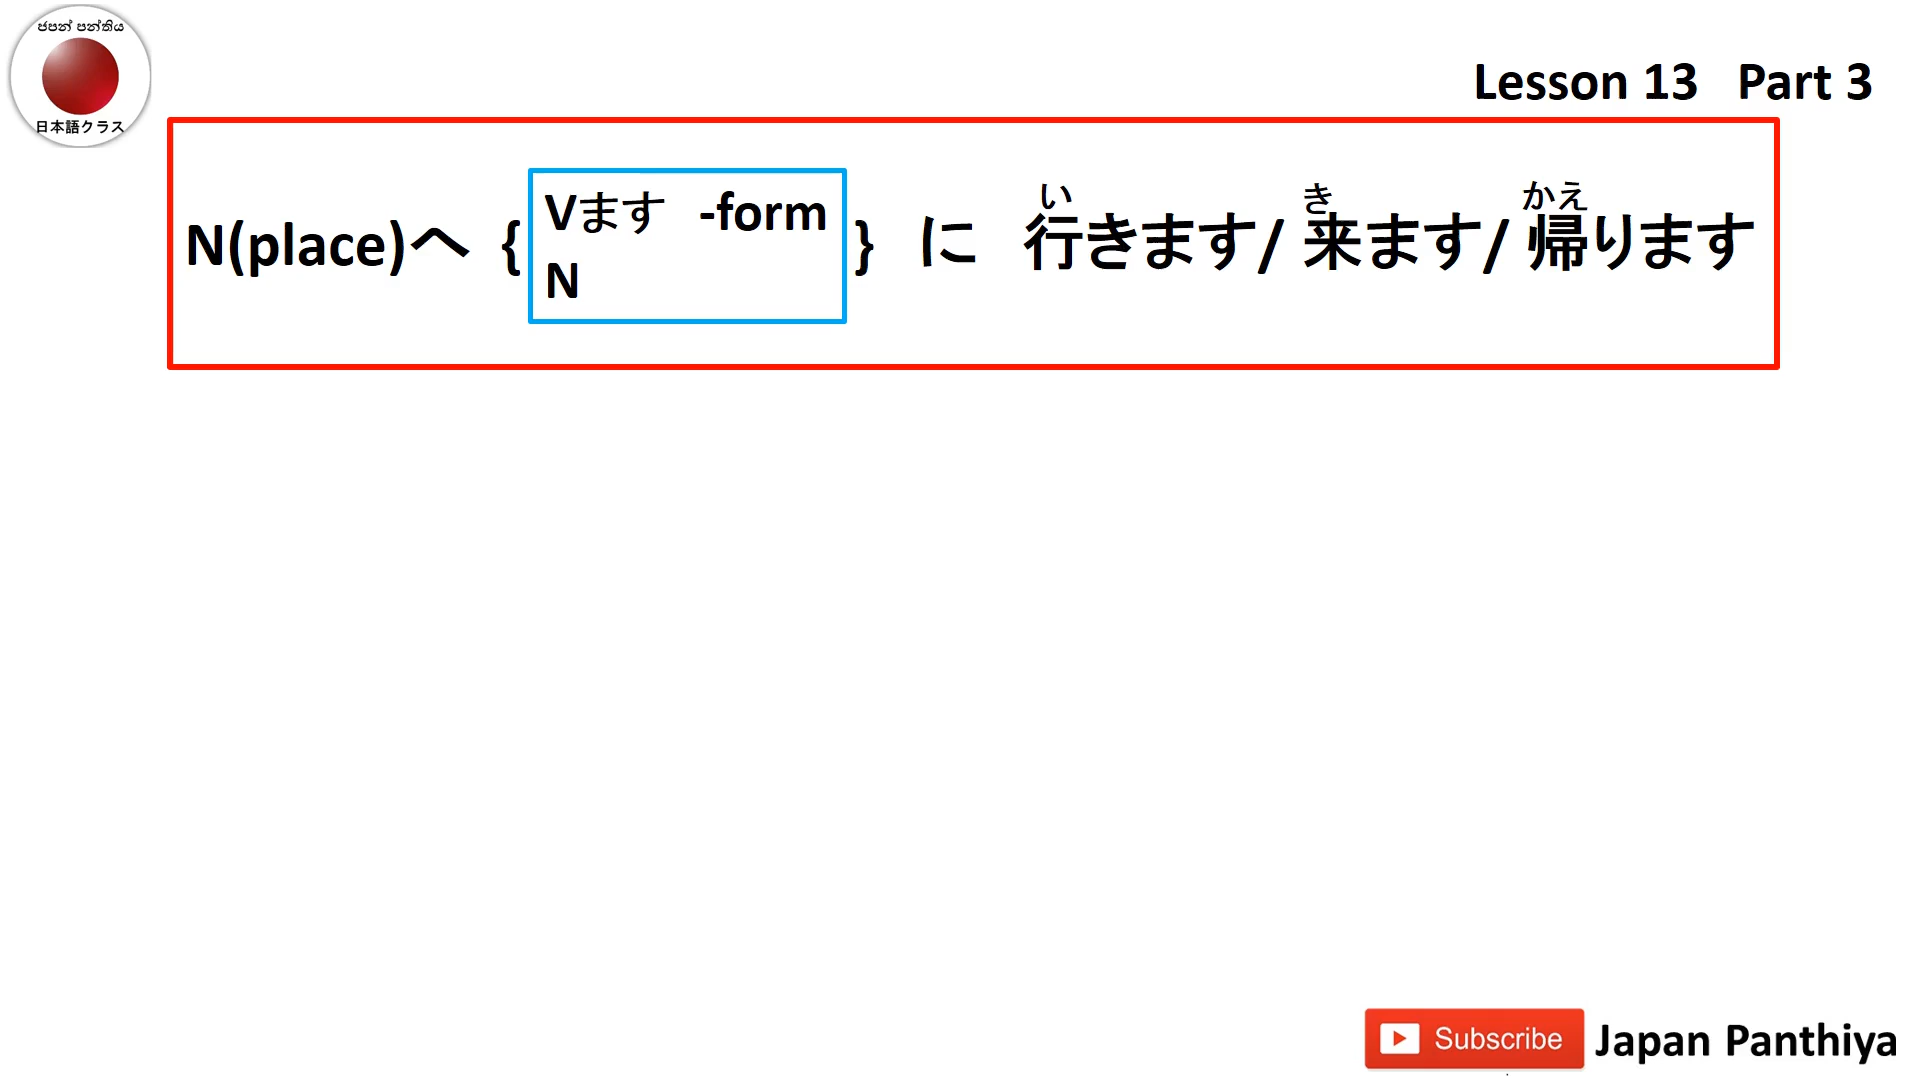 ජපන් පන්තිය
日本語クラス
Lesson 13 Part 3
い き かえ
N(place)へ { Vます -form } に 行きます/ 来ます/ 帰ります
N
Subscribe Japan Panthiya